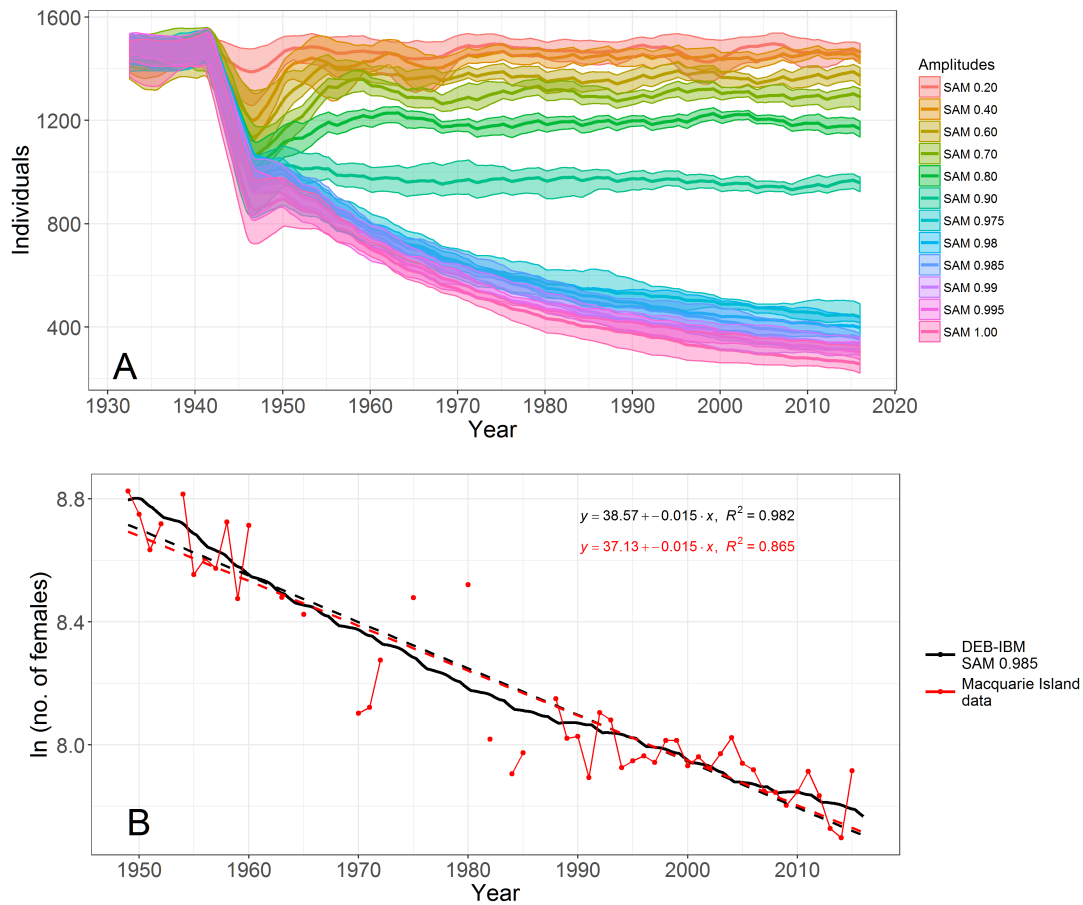 1600
1200
800
400
Individuals
A
1930 1940 1950 1960 1970 1980 1990 2000 2010 2020
Year
Amplitudes
SAM 0.20
SAM 0.40
SAM 0.60
SAM 0.70
SAM 0.80
SAM 0.90
SAM 0.975
SAM 0.98
SAM 0.985
SAM 0.99
SAM 0.995
SAM 1.00
8.8
8.4
8.0
ln (no. of females)
y = 38.57 + −0.015 · x, R² = 0.982
y = 37.13 + −0.015 · x, R² = 0.865
B
1950 1960 1970 1980 1990 2000 2010
Year
DEB-IBM
SAM 0.985
Macquarie Island
data